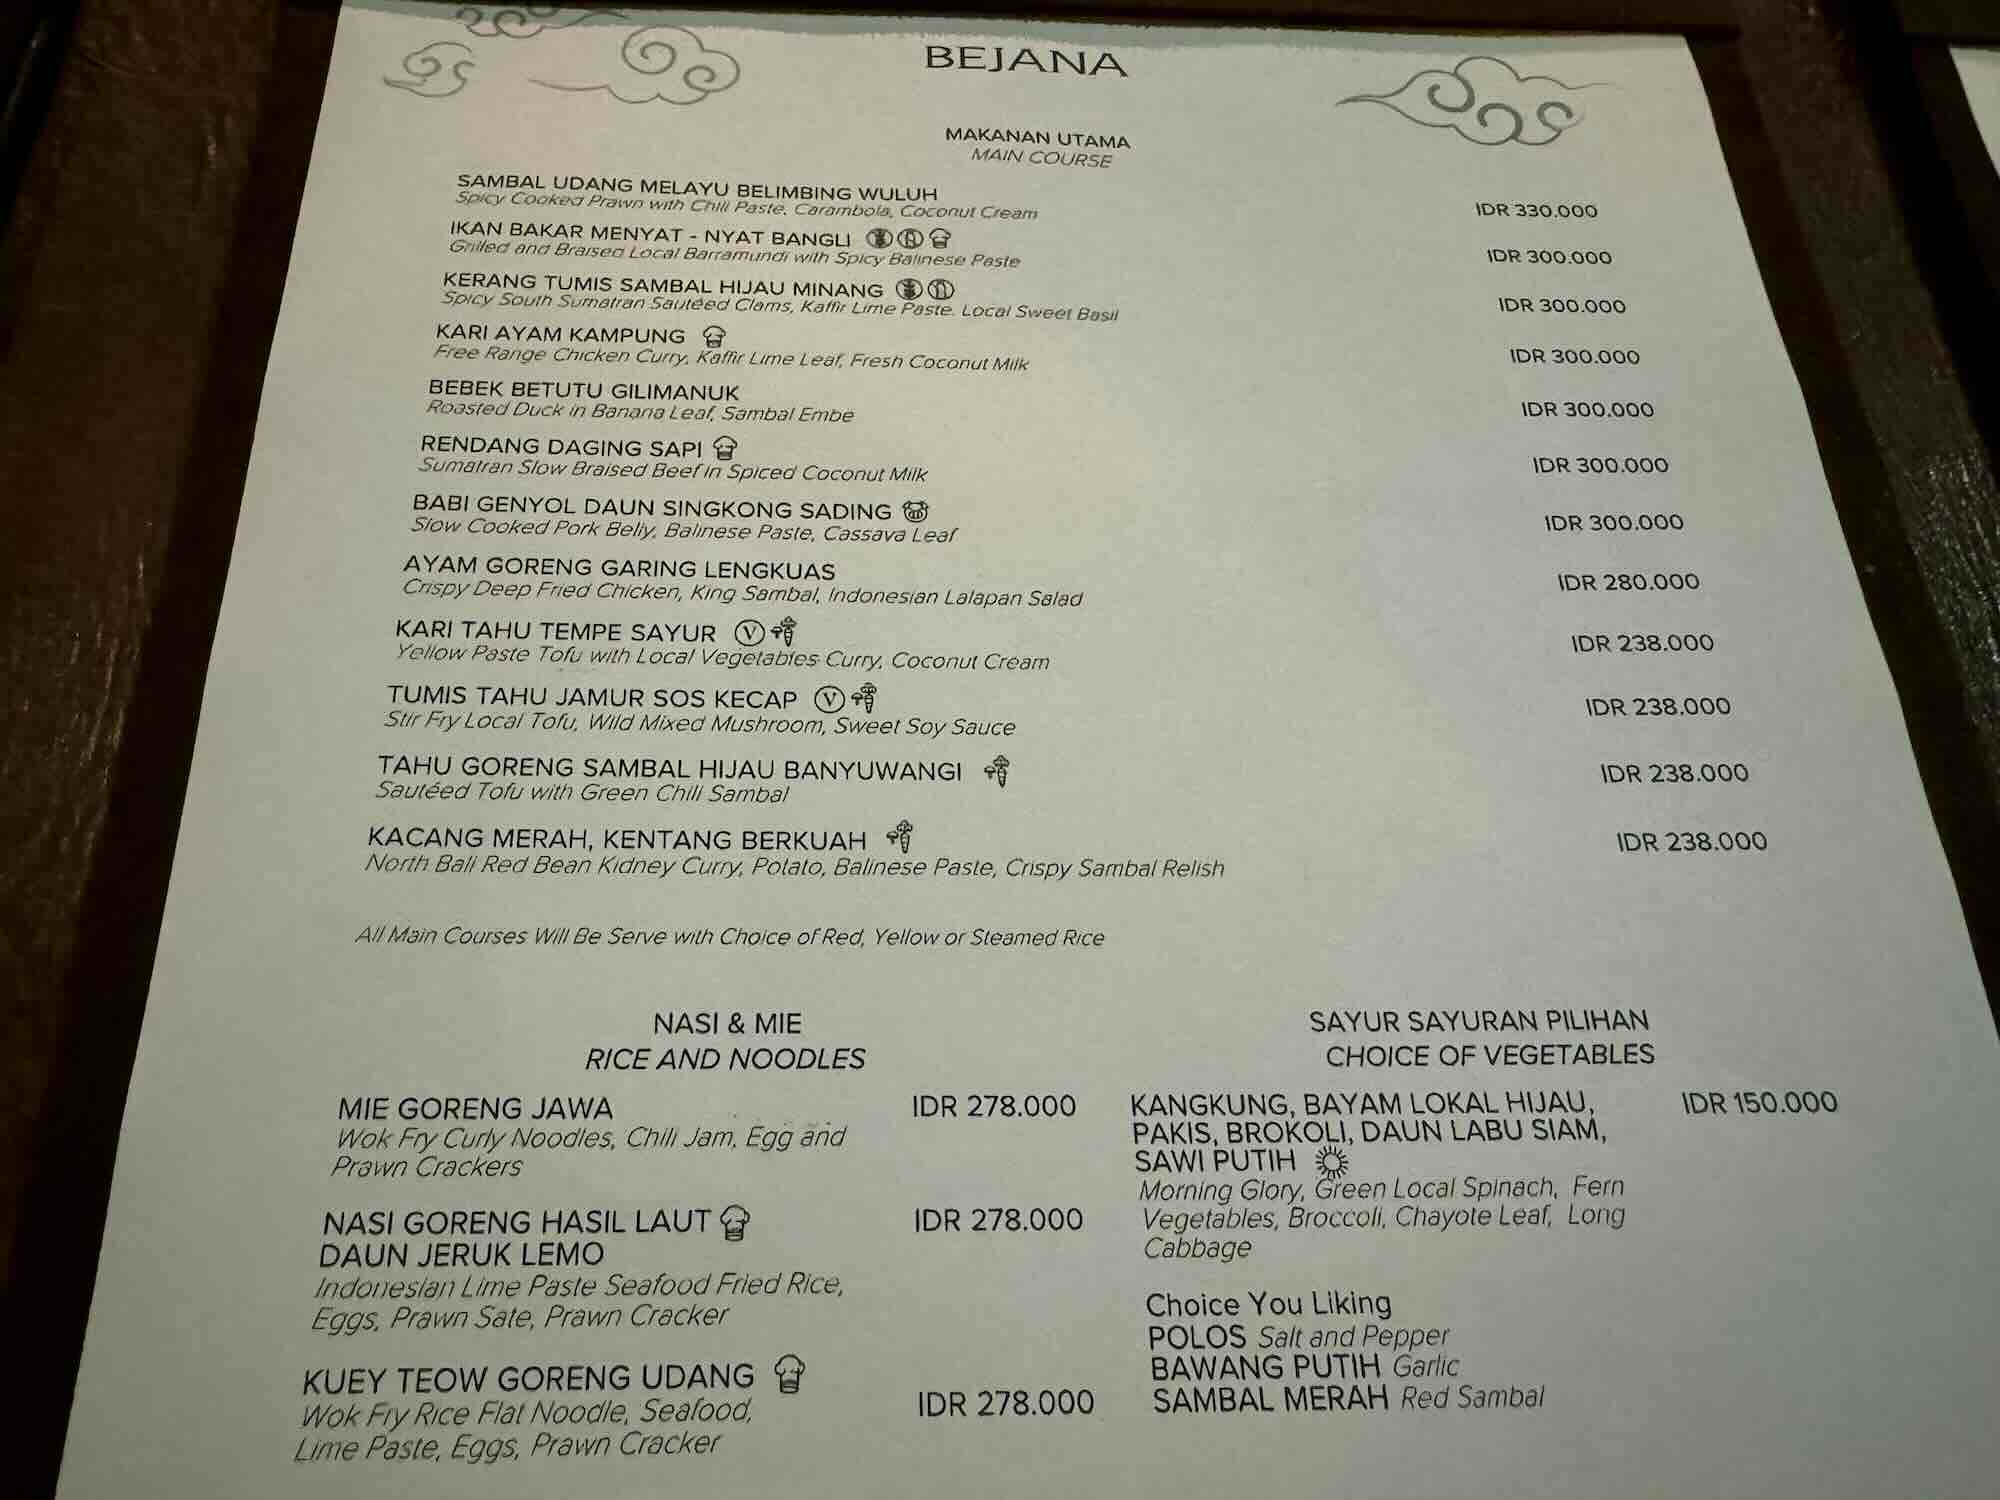 BEJANA
MAKANAN UTAMA
MAIN COURSE
SAMBAL UDANG MELAYU BELIMBING WULUH
Spicy Cooked Prawn with Chili Paste, Carambola, Coconut Cream
IDR 330.000
IKAN BAKAR MENYAT - NYAT BANGLI
Grilled and Braised Local Barramundi with Spicy Balinese Paste
IDR 300.000
KERANG TUMIS SAMBAL HIJAU MINANG
Spicy South Sumatran Sautéed Clams, Kaffir Lime Paste. Local Sweet Basil
IDR 300.000
KARI AYAM KAMPUNG
Free Range Chicken Curry, Kaffir Lime Leaf, Fresh Coconut Milk
IDR 300.000
BEBEK BETUTU GILIMANUK
Roasted Duck in Banana Leaf, Sambal Embe
IDR 300.000
RENDANG DAGING SAPI
Sumatran Slow Braised Beef in Spiced Coconut Milk
IDR 300.000
BABI GENYOL DAUN SINGKONG SADING
Slow Cooked Pork Belly, Balinese Paste, Cassava Leaf
IDR 300.000
AYAM GORENG GARING LENGKUAS
Crispy Deep Fried Chicken, King Sambal, Indonesian Lalapan Salad
IDR 280.000
KARI TAHU TEMPE SAYUR V
Yellow Paste Tofu with Local Vegetables Curry, Coconut Cream
IDR 238.000
TUMIS TAHU JAMUR SOS KECAP V
Stir Fry Local Tofu, Wild Mixed Mushroom, Sweet Soy Sauce
IDR 238.000
TAHU GORENG SAMBAL HIJAU BANYUWANGI
Sautéed Tofu with Green Chili Sambal
IDR 238.000
KACANG MERAH, KENTANG BERKUAH
North Bali Red Bean Kidney Curry, Potato, Balinese Paste, Crispy Sambal Relish
IDR 238.000
All Main Courses Will Be Serve with Choice of Red, Yellow or Steamed Rice
NASI & MIE
RICE AND NOODLES
MIE GORENG JAWA
IDR 278.000
Wok Fry Curly Noodles, Chili Jam, Egg and
Prawn Crackers
NASI GORENG HASIL LAUT
IDR 278.000
DAUN JERUK LEMO
Indonesian Lime Paste Seafood Fried Rice,
Eggs, Prawn Sate, Prawn Cracker
KUEY TEOW GORENG UDANG
IDR 278.000
Wok Fry Rice Flat Noodle, Seafood,
Lime Paste, Eggs, Prawn Cracker
SAYUR SAYURAN PILIHAN
CHOICE OF VEGETABLES
KANGKUNG, BAYAM LOKAL HIJAU,
IDR 150.000
PAKIS, BROKOLI, DAUN LABU SIAM,
SAWI PUTIH
Morning Glory, Green Local Spinach, Fern
Vegetables, Broccoli, Chayote Leaf, Long
Cabbage
Choice You Liking
POLOS Salt and Pepper
BAWANG PUTIH Garlic
SAMBAL MERAH Red Sambal